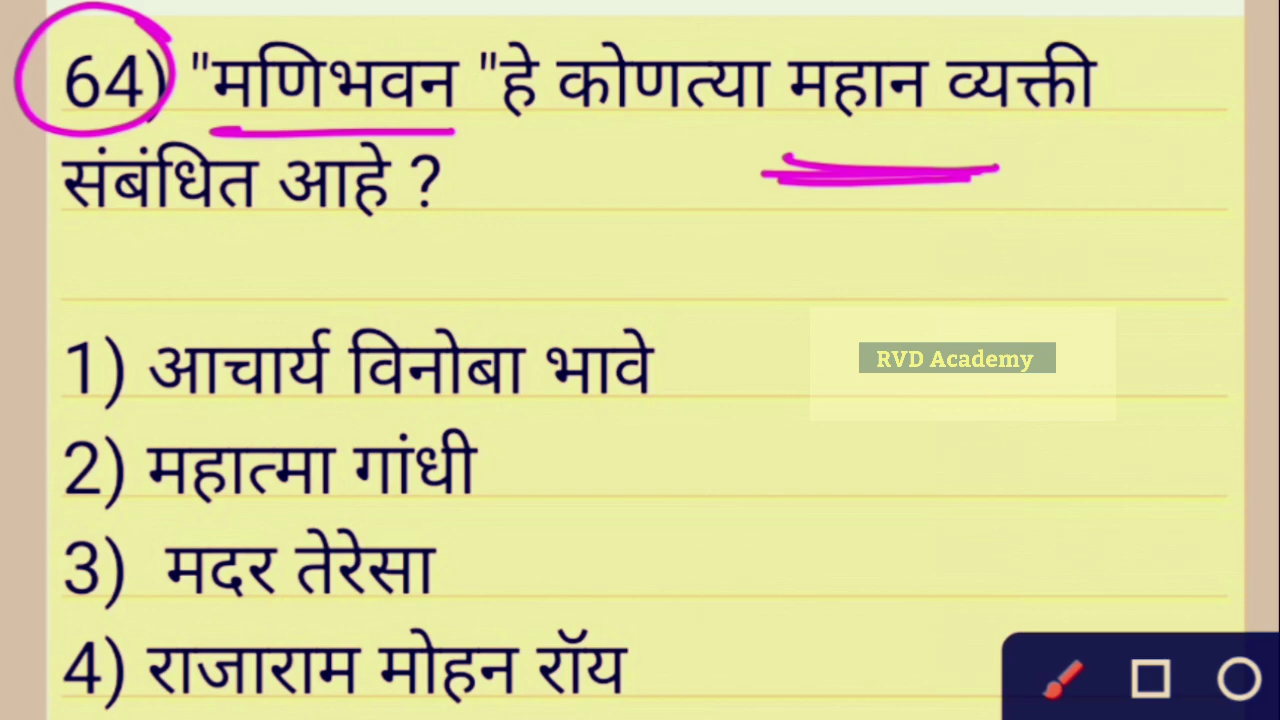 64) "मणिभवन "हे कोणत्या महान व्यक्ती
संबंधित आहे ?
1) आचार्य विनोबा भावे
RVD Academy
2) महात्मा गांधी
3) मदर तेरेसा
4) राजाराम मोहन रॉय